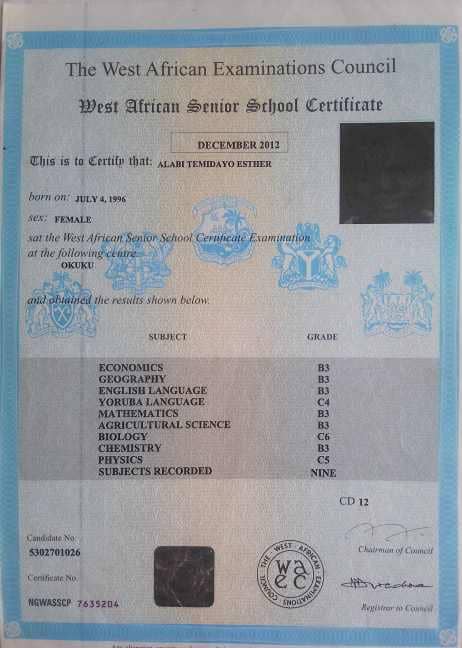 The West African Examinations Council
West African Senior School Certificate
DECEMBER 2012
This is to Certify that: ALABI TEMIDAYO ESTHER
born on: JULY 4, 1996
sex: FEMALE
sat the West African Senior School Certificate Examination
at the following centre
OKUKU
and obtained the results shown below.
SUBJECT GRADE
ECONOMICS B3
GEOGRAPHY B3
ENGLISH LANGUAGE B3
YORUBA LANGUAGE C4
MATHEMATICS B3
AGRICULTURAL SCIENCE B3
BIOLOGY C6
CHEMISTRY B3
PHYSICS C5
SUBJECTS RECORDED NINE
CD 12
Candidate No
5302701026
Chairman of Council
THE WEST AFRICAN EXAMINATIONS COUNCIL
waec
Certificate No.
NGWASSCP 7635204
Registrar to Council